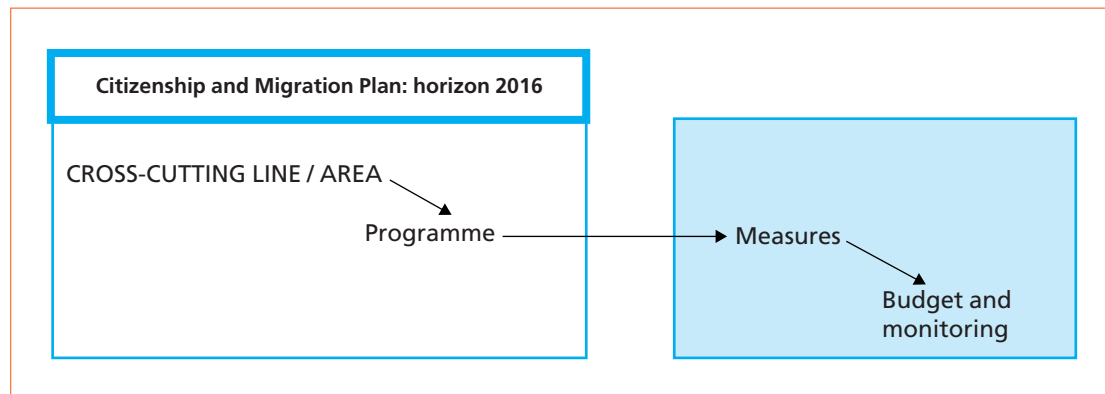 Citizenship and Migration Plan: horizon 2016
CROSS-CUTTING LINE / AREA
Programme
Measures
Budget and
monitoring